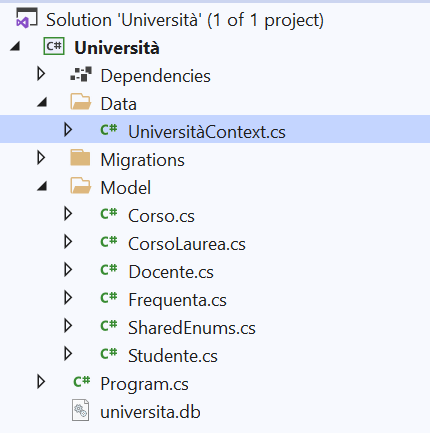 Solution 'Università' (1 of 1 project)
C# Università
Dependencies
Data
C# UniversitàContext.cs
Migrations
Model
C# Corso.cs
C# CorsoLaurea.cs
C# Docente.cs
C# Frequenta.cs
C# SharedEnums.cs
C# Studente.cs
C# Program.cs
universita.db